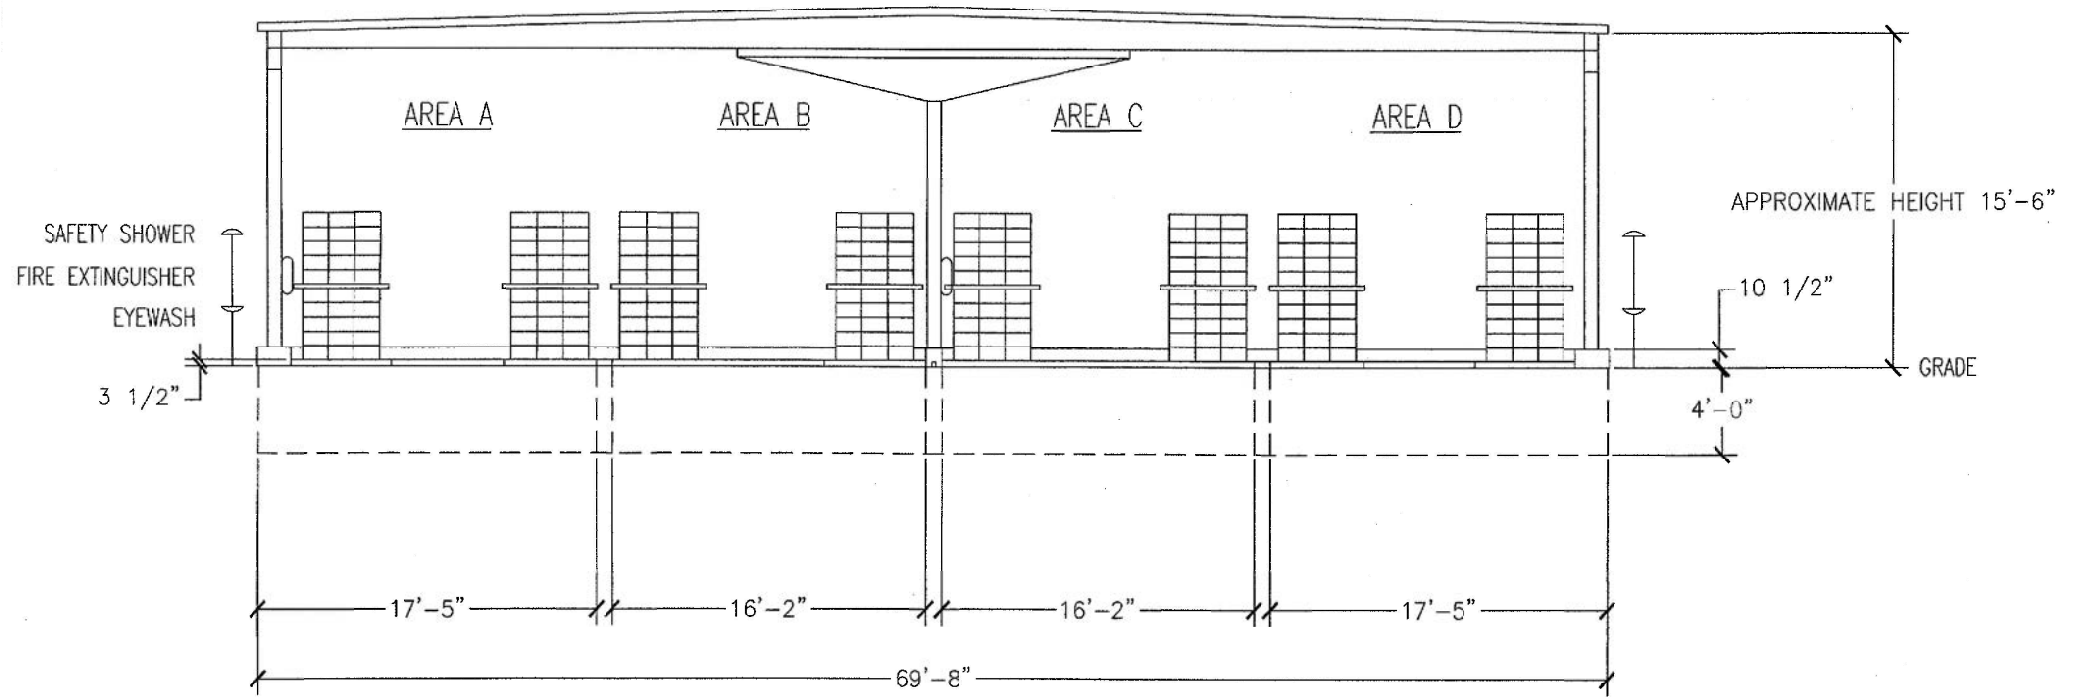 AREA A
AREA B
AREA C
AREA D
SAFETY SHOWER
FIRE EXTINGUISHER
EYEWASH
APPROXIMATE HEIGHT 15'-6"
10 1/2"
GRADE
3 1/2"
4'-0"
17'-5"
16'-2"
16'-2"
17'-5"
69'-8"